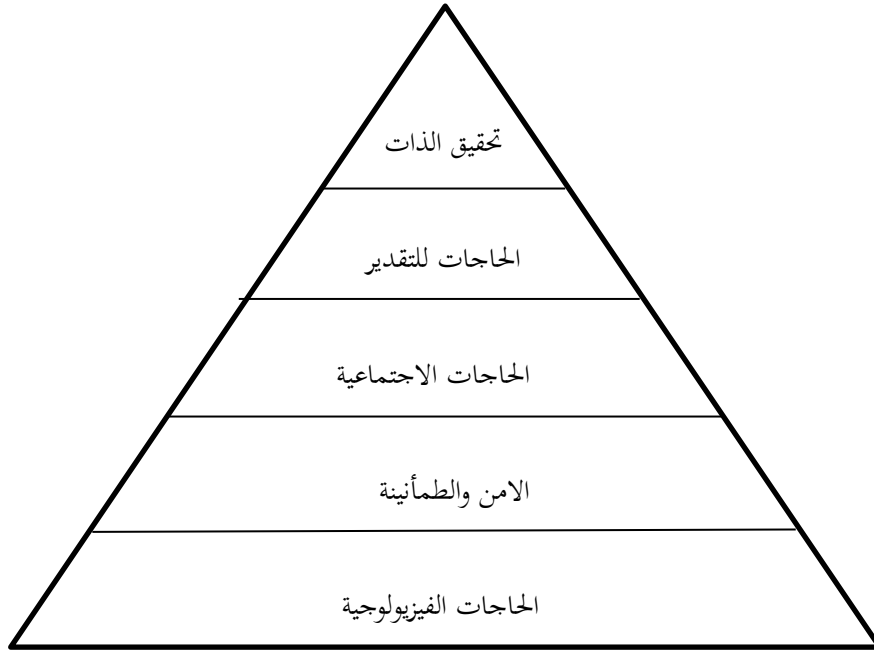 تحقيق الذات
الحاجات للتقدير
الحاجات الاجتماعية
الامن والطمأنينة
الحاجات الفيزيولوجية